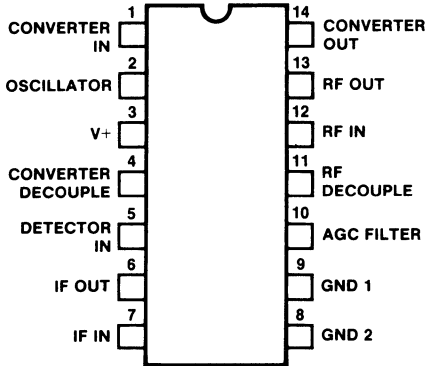 1
CONVERTER
IN
2
OSCILLATOR
3
V+
4
CONVERTER
DECOUPLE
5
DETECTOR
IN
6
IF OUT
7
IF IN
14
CONVERTER
OUT
13
RF OUT
12
RF IN
11
RF
DECOUPLE
10
AGC FILTER
9
GND 1
8
GND 2